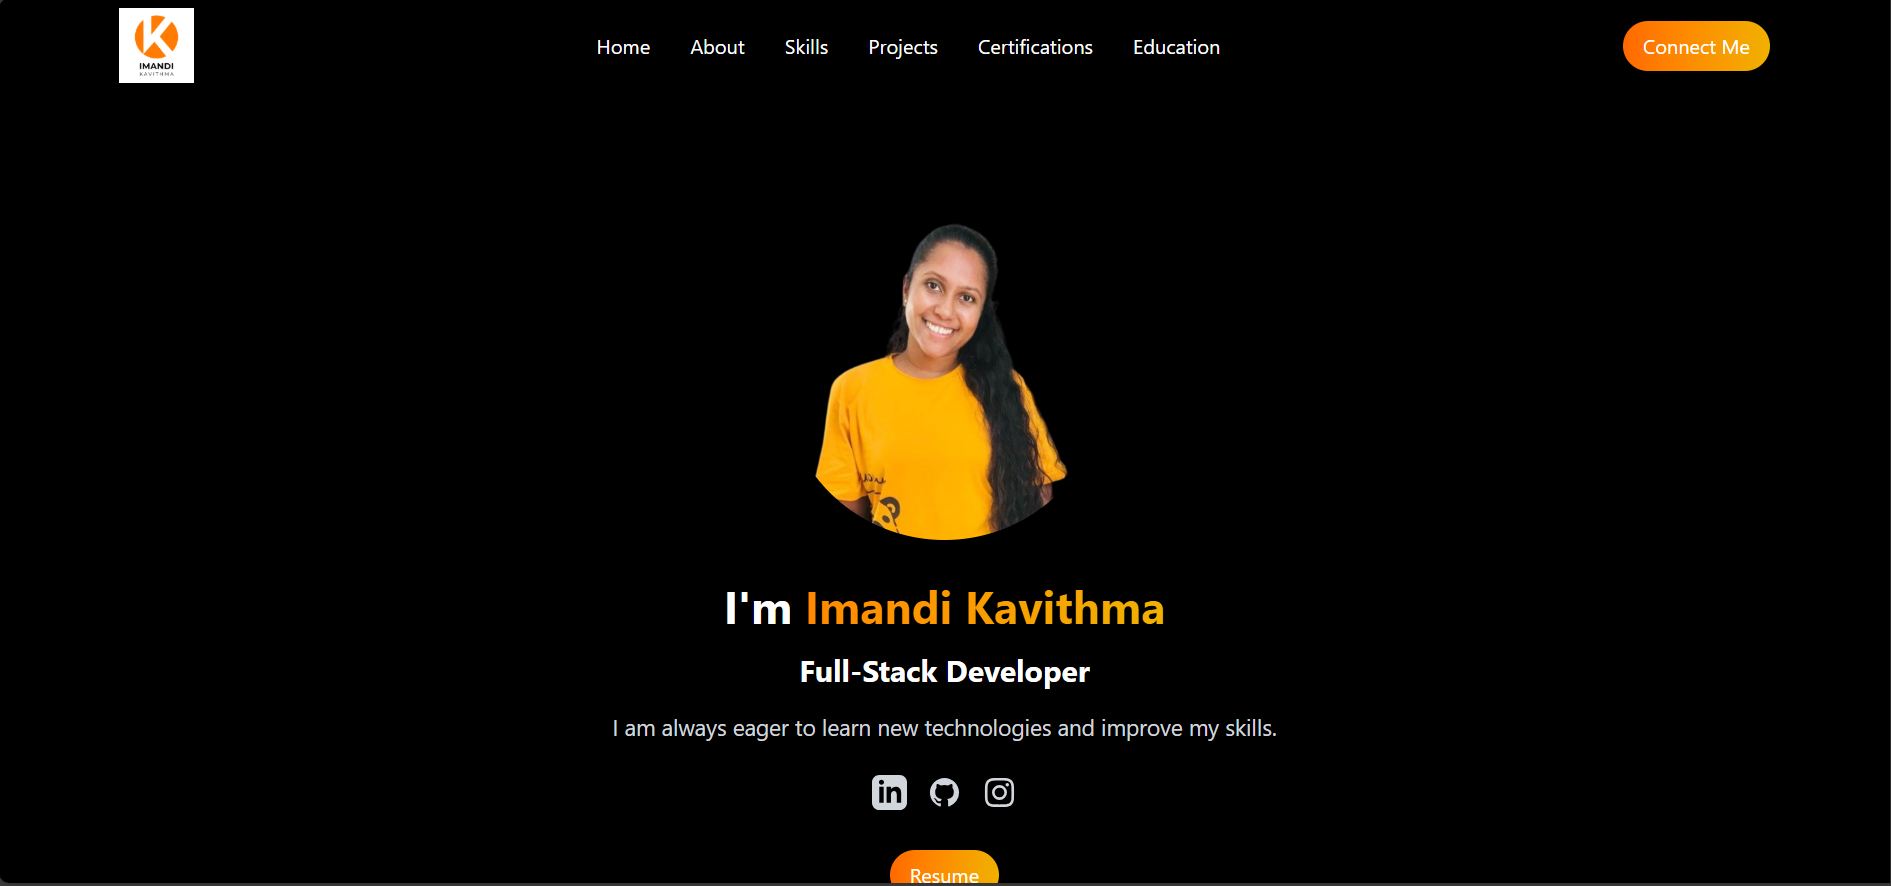 IMANDI
KAVITHMA
Home
About
Skills
Projects
Certifications
Education
Connect Me
I'm Imandi Kavithma
Full-Stack Developer
I am always eager to learn new technologies and improve my skills.
in
Resume